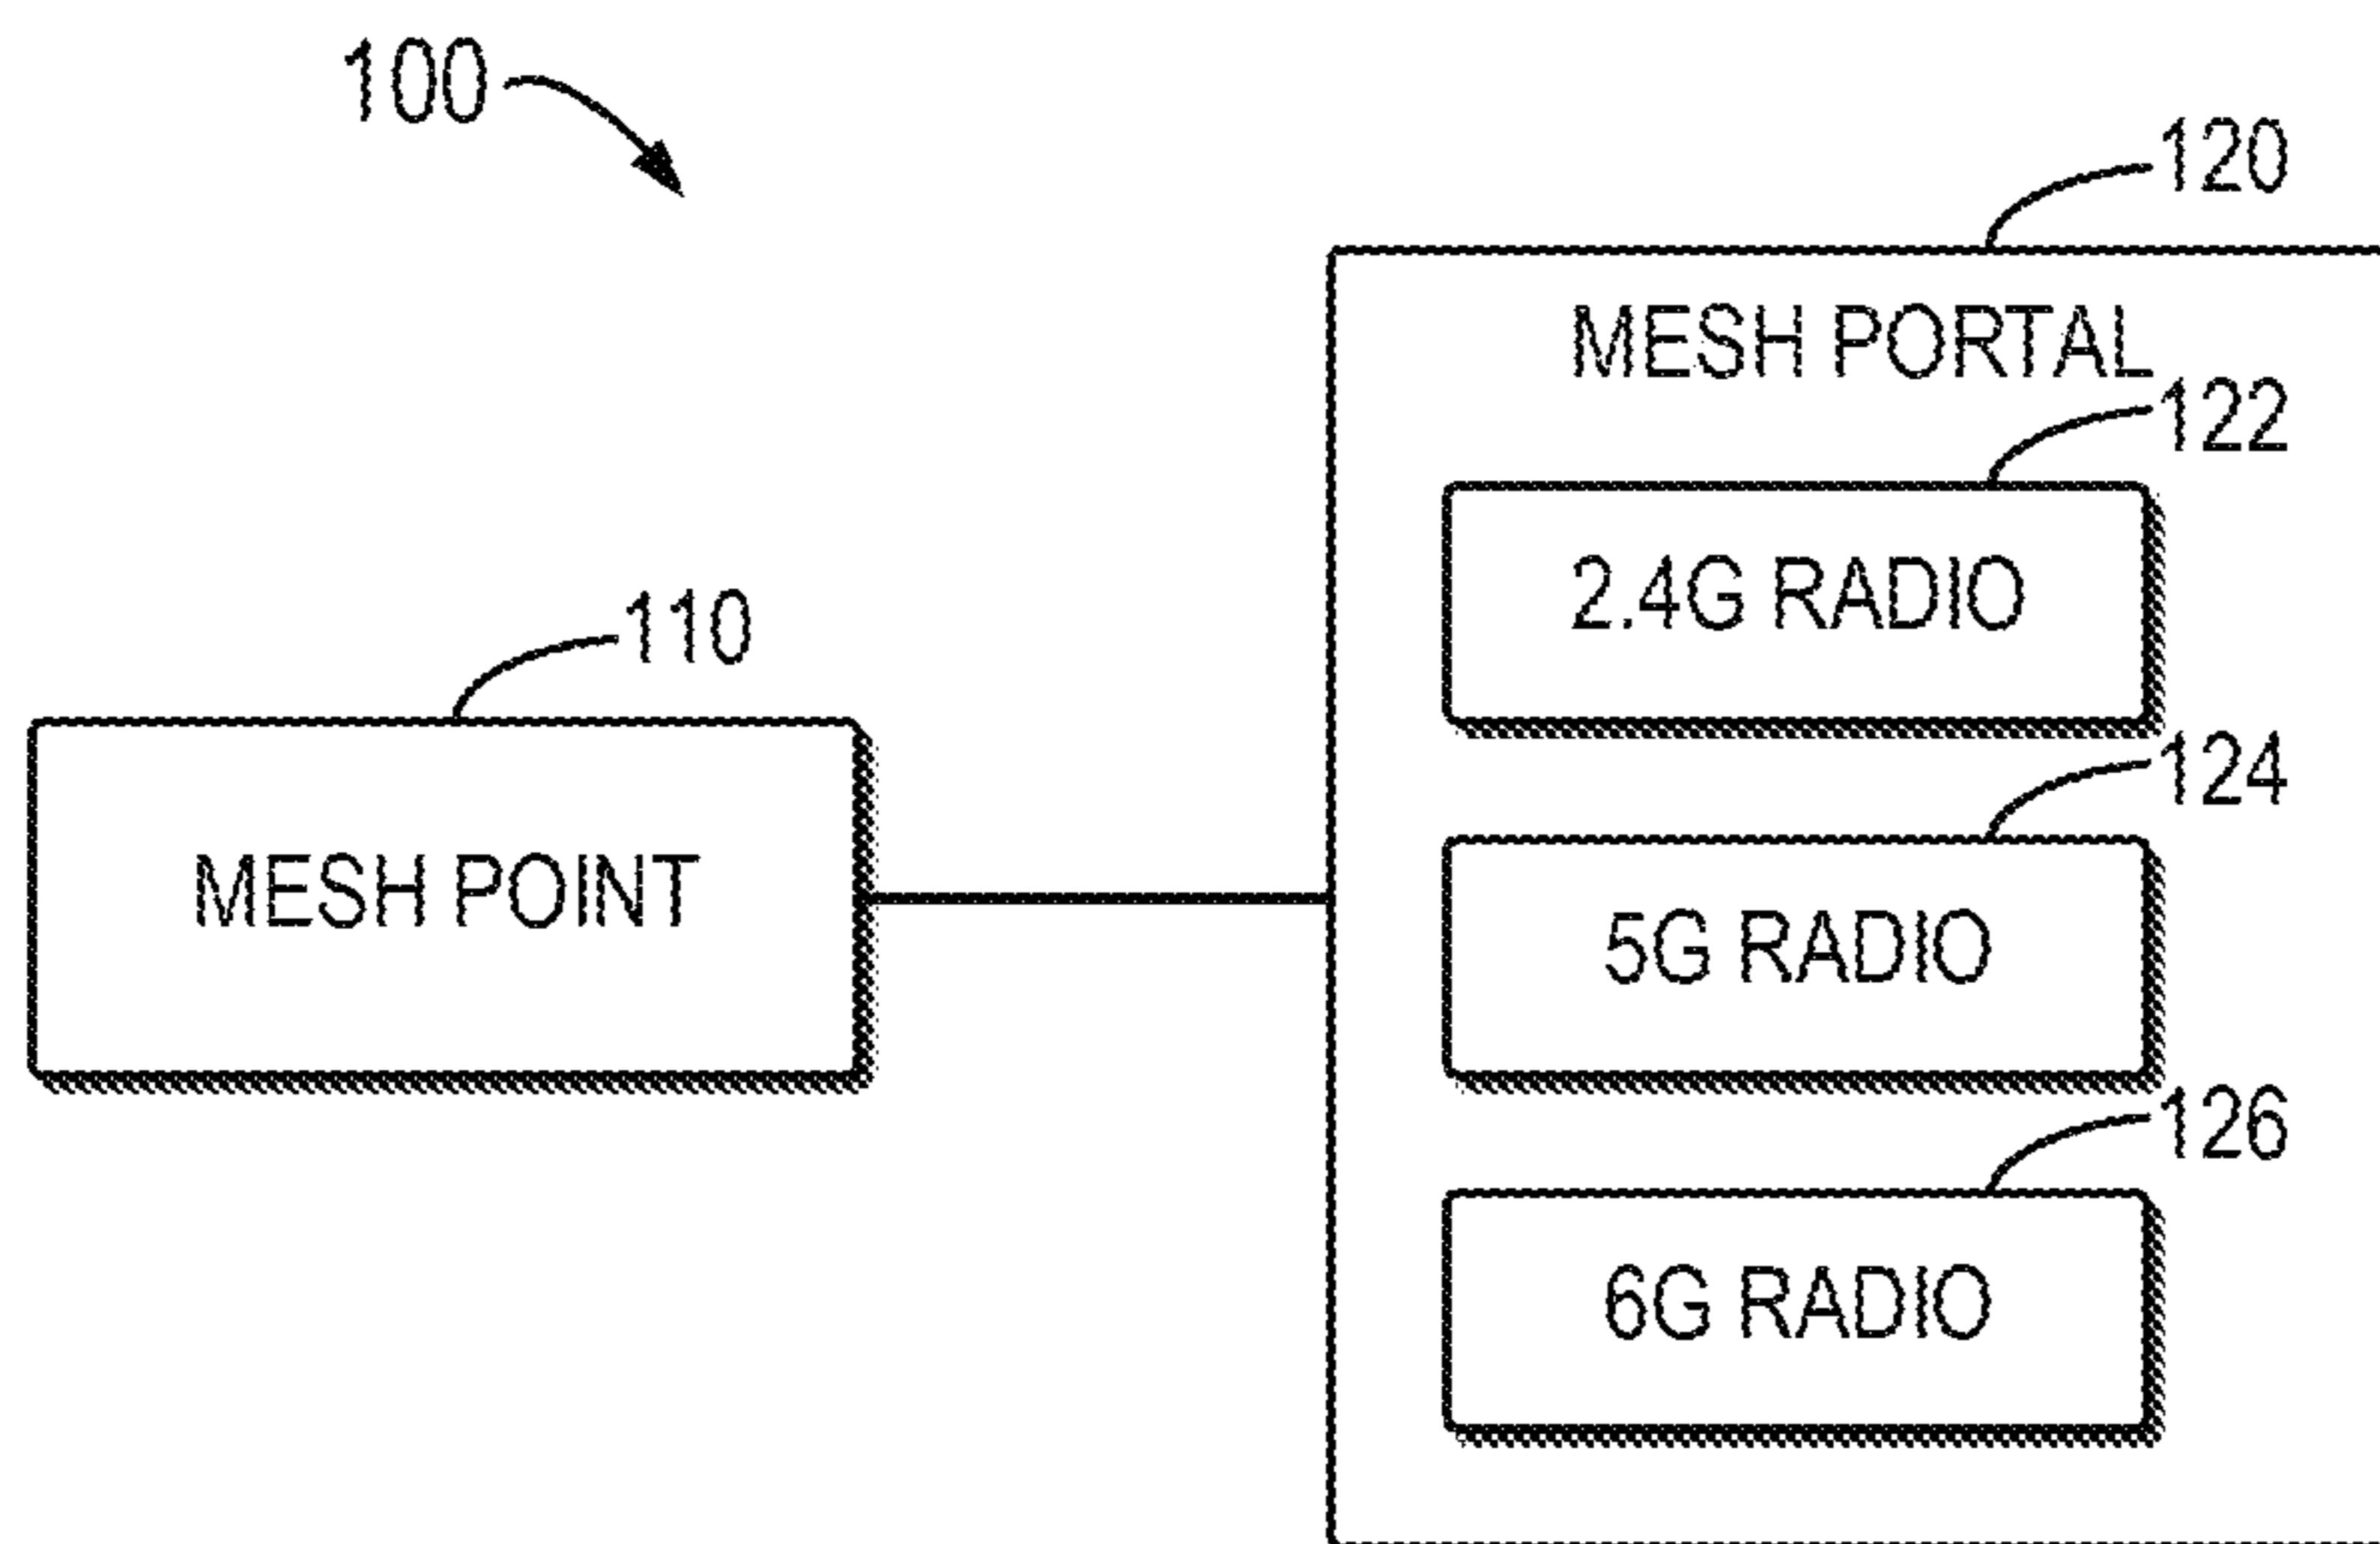 100
120
MESH PORTAL
122
2.4G RADIO
110
MESH POINT
124
5G RADIO
126
6G RADIO